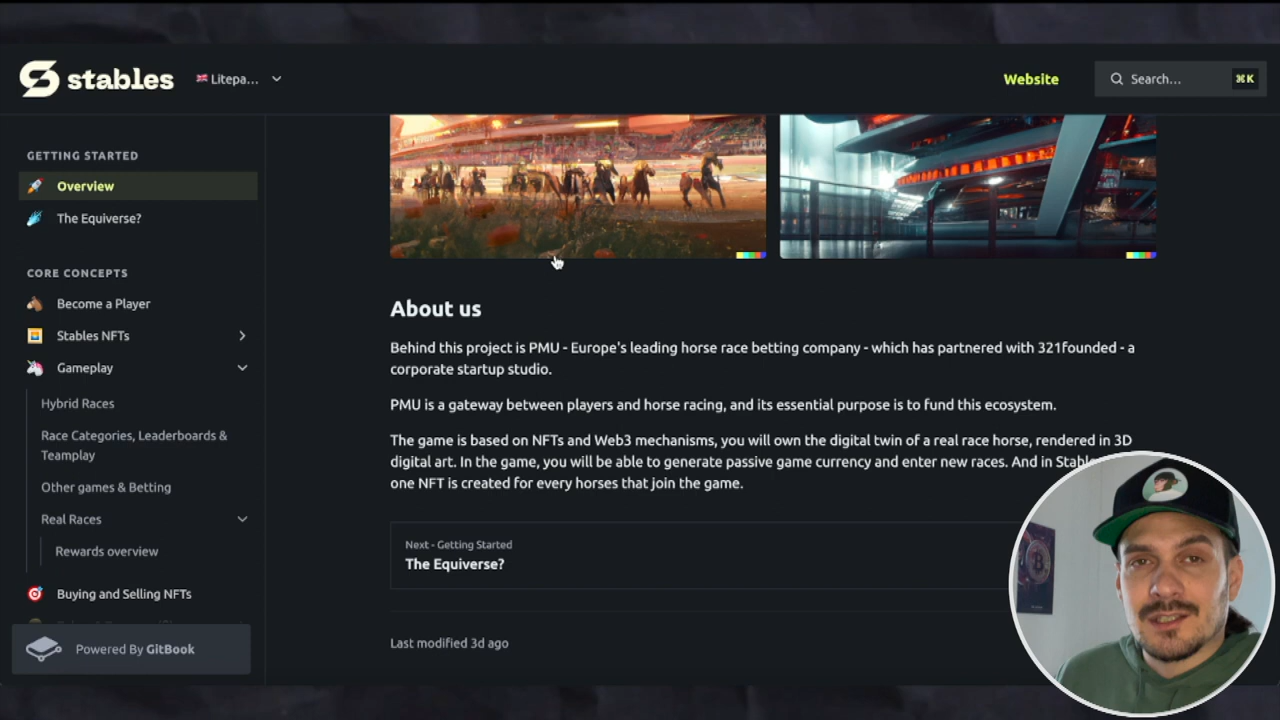 stables
Litepa...
Website
Search...
⌘K
GETTING STARTED
Overview
The Equiverse?
CORE CONCEPTS
Become a Player
Stables NFTs
Gameplay
Hybrid Races
Race Categories, Leaderboards &
Teamplay
Other games & Betting
Real Races
Rewards overview
Buying and Selling NFTs
Powered By GitBook
About us
Behind this project is PMU - Europe's leading horse race betting company - which has partnered with 321founded - a
corporate startup studio.
PMU is a gateway between players and horse racing, and its essential purpose is to fund this ecosystem.
The game is based on NFTs and Web3 mechanisms, you will own the digital twin of a real race horse, rendered in 3D
digital art. In the game, you will be able to generate passive game currency and enter new races. And in
one NFT is created for every horses that join the game.
Next - Getting Started
The Equiverse?
Last modified 3d ago